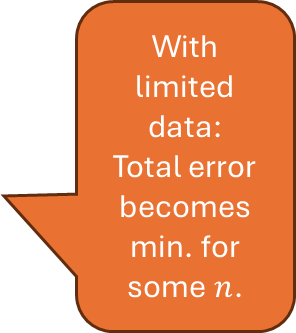 With
limited
data:
Total error
becomes
min. for
some n.